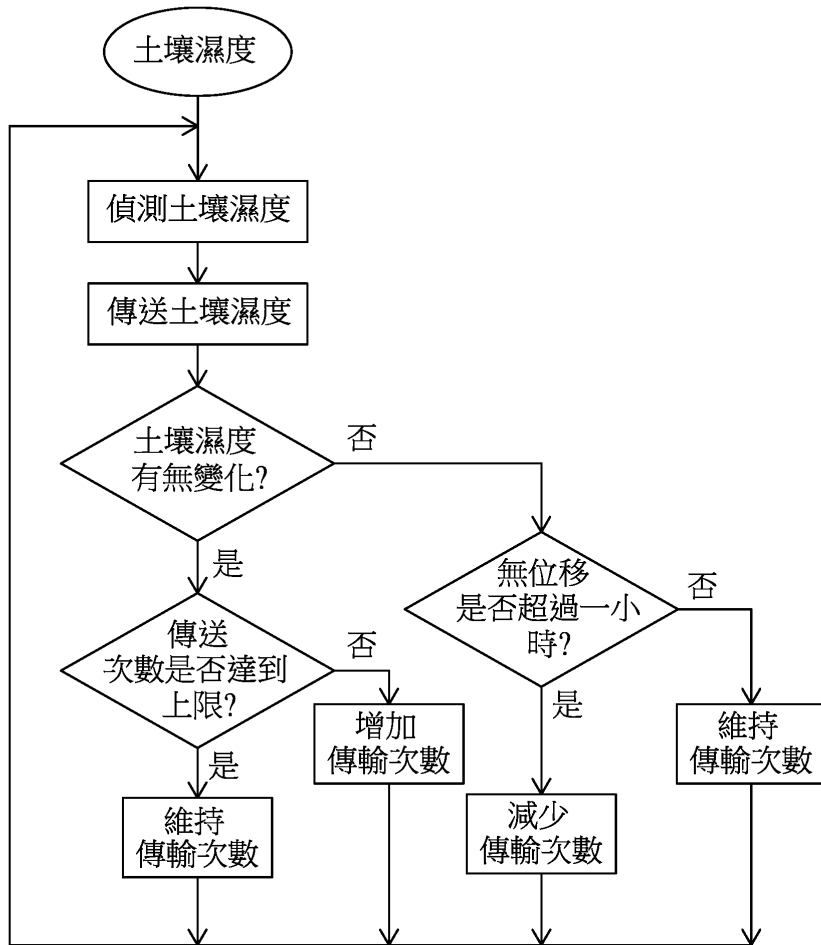 土壤濕度
偵測土壤濕度
傳送土壤濕度
土壤濕度
有無變化?
否
是
無位移
是否超過一小
時?
否
是
傳送
次數是否達到
上限?
否
是
增加
傳輸次數
維持
傳輸次數
維持
傳輸次數
減少
傳輸次數